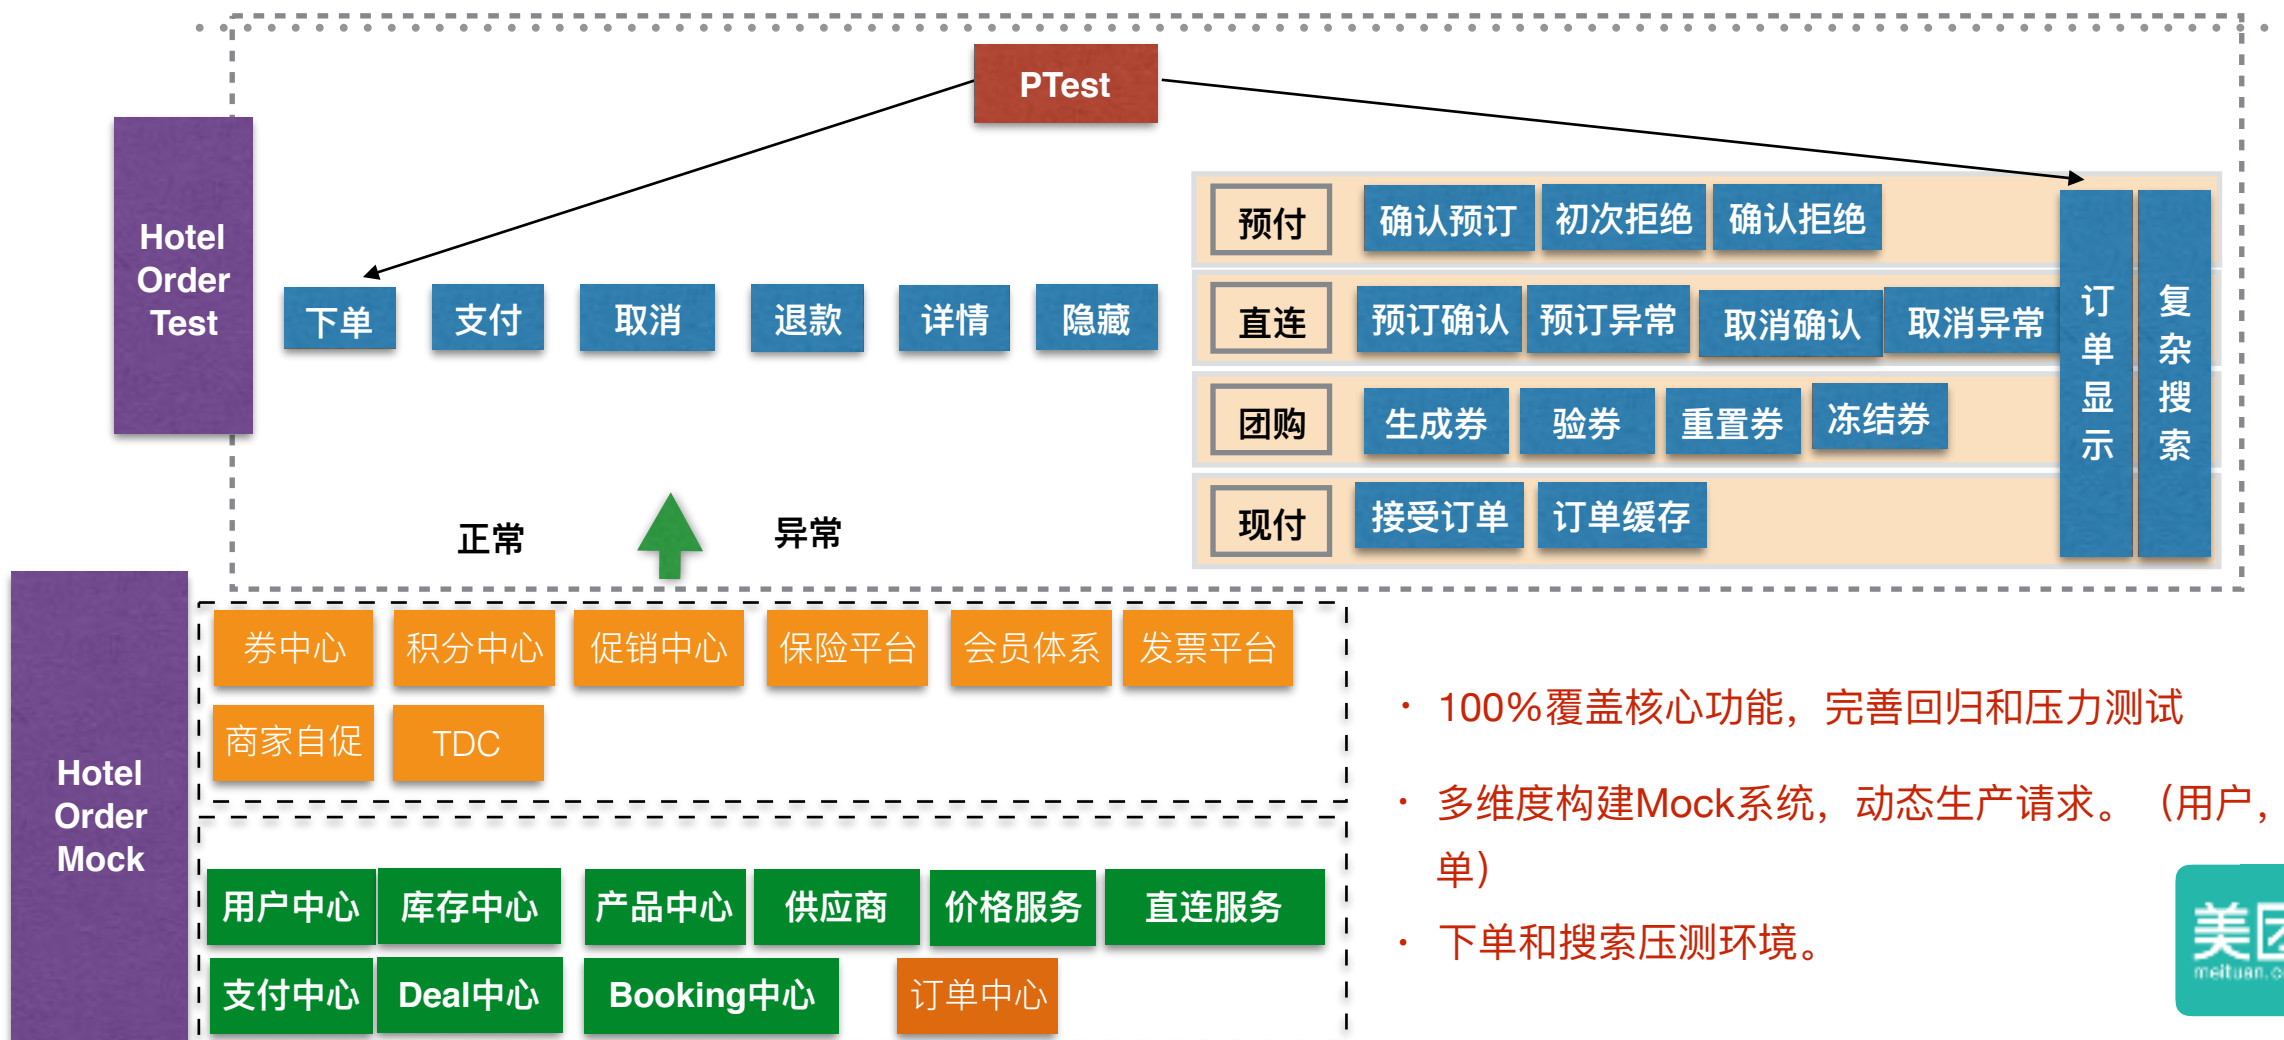 PTest
Hotel
Order
Test
下单
支付
取消
退款
详情
隐藏
预付
确认预订
初次拒绝
确认拒绝
直连
预订确认
预订异常
取消确认
取消异常
团购
生成券
验券
重置券
冻结券
现付
接受订单
订单缓存
订单显示
复杂搜索
正常
异常
Hotel
Order
Mock
券中心
积分中心
促销中心
保险平台
会员体系
发票平台
商家自促
TDC
用户中心
库存中心
产品中心
供应商
价格服务
直连服务
支付中心
Deal中心
Booking中心
订单中心
· 100%覆盖核心功能，完善回归和压力测试
· 多维度构建Mock系统，动态生产请求。（用户，
单）
· 下单和搜索压测环境。
美团
meituan.c